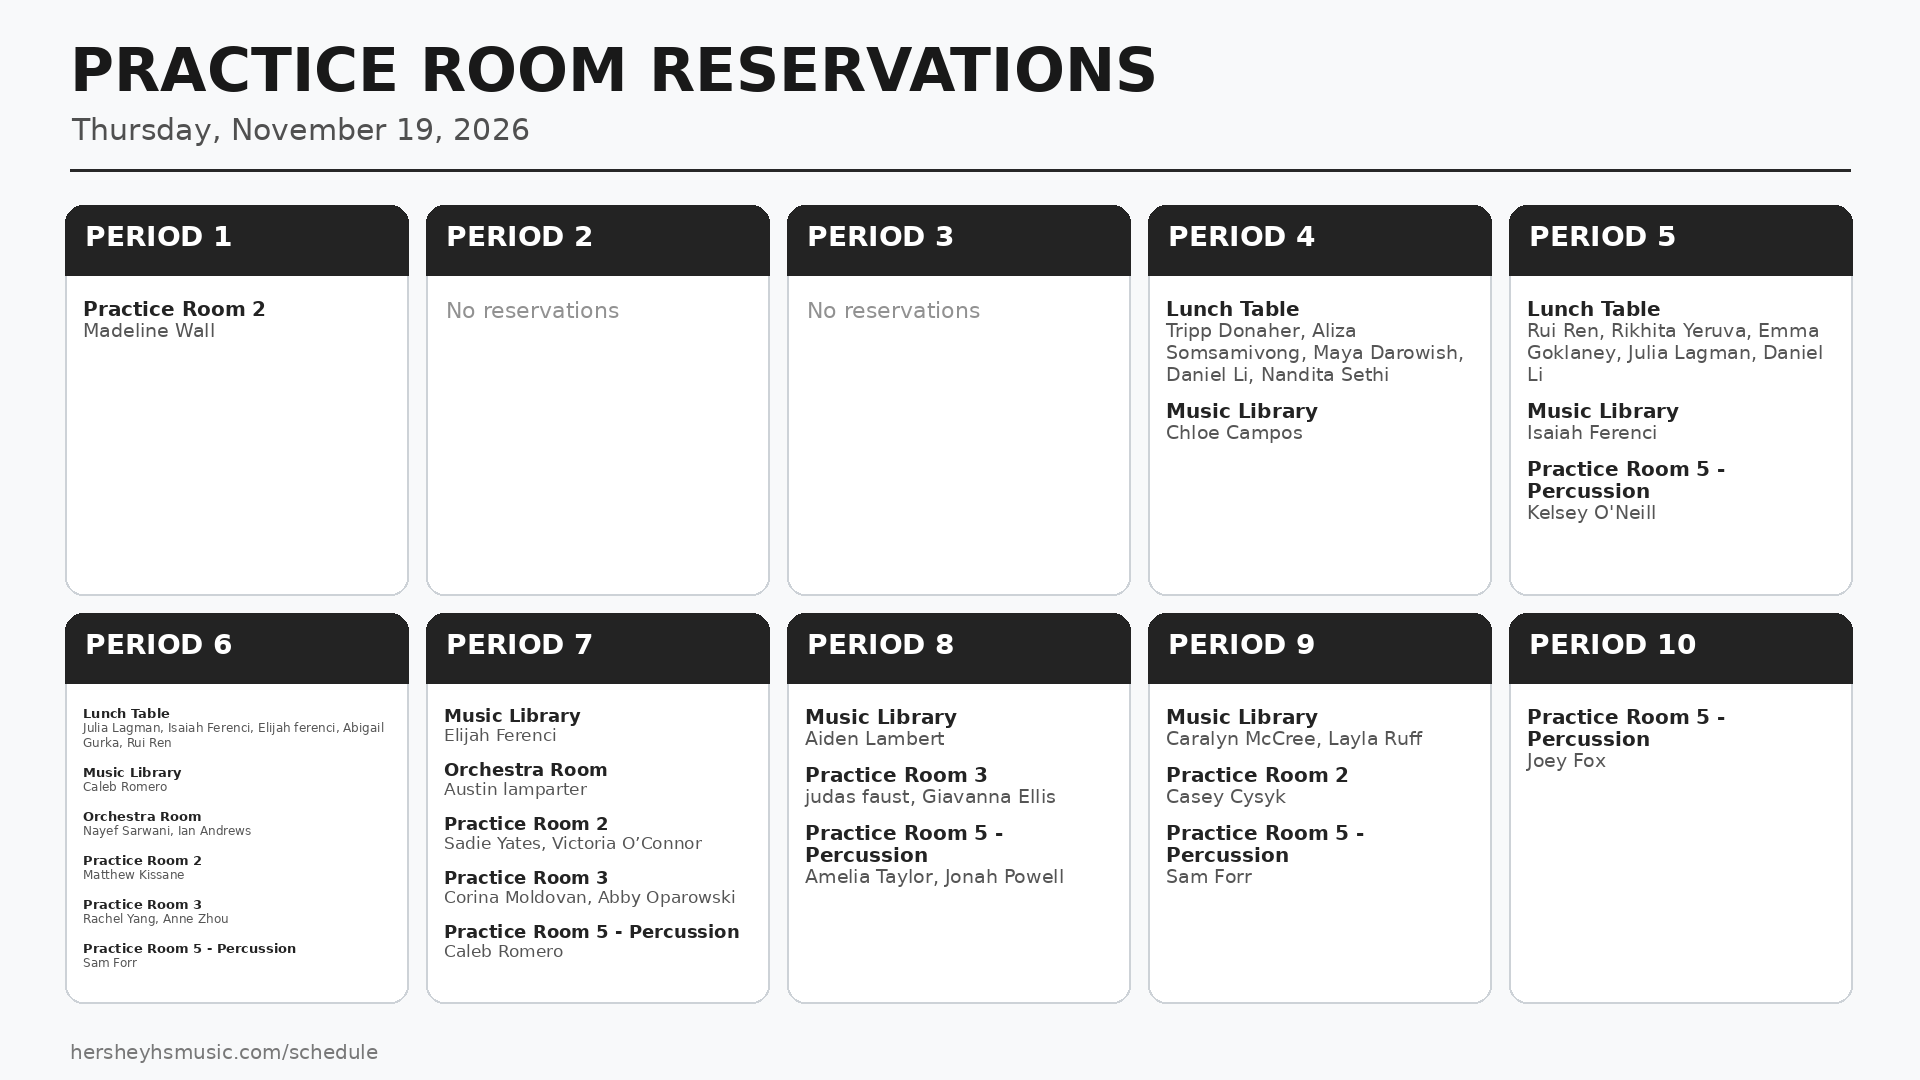 PRACTICE ROOM RESERVATIONS
Thursday, November 19, 2026
PERIOD 1
Practice Room 2
Madeline Wall
PERIOD 2
No reservations
PERIOD 3
No reservations
PERIOD 4
Lunch Table
Tripp Donaher, Aliza
Somsamivong, Maya Darowish,
Daniel Li, Nandita Sethi
Music Library
Chloe Campos
PERIOD 5
Lunch Table
Rui Ren, Rikhita Yeruva, Emma
Goklaney, Julia Lagman, Daniel
Li
Music Library
Isaiah Ferenci
Practice Room 5 -
Percussion
Kelsey O'Neill
PERIOD 6
Lunch Table
Julia Lagman, Isaiah Ferenci, Elijah ferenci, Abigail
Gurka, Rui Ren
Music Library
Caleb Romero
Orchestra Room
Nayef Sarwani, Ian Andrews
Practice Room 2
Matthew Kissane
Practice Room 3
Rachel Yang, Anne Zhou
Practice Room 5 - Percussion
Sam Forr
PERIOD 7
Music Library
Elijah Ferenci
Orchestra Room
Austin lamparter
Practice Room 2
Sadie Yates, Victoria O’Connor
Practice Room 3
Corina Moldovan, Abby Oparowski
Practice Room 5 - Percussion
Caleb Romero
PERIOD 8
Music Library
Aiden Lambert
Practice Room 3
judas faust, Giavanna Ellis
Practice Room 5 -
Percussion
Amelia Taylor, Jonah Powell
PERIOD 9
Music Library
Caralyn McCree, Layla Ruff
Practice Room 2
Casey Cysyk
Practice Room 5 -
Percussion
Sam Forr
PERIOD 10
Practice Room 5 -
Percussion
Joey Fox
hersheyhsmusic.com/schedule